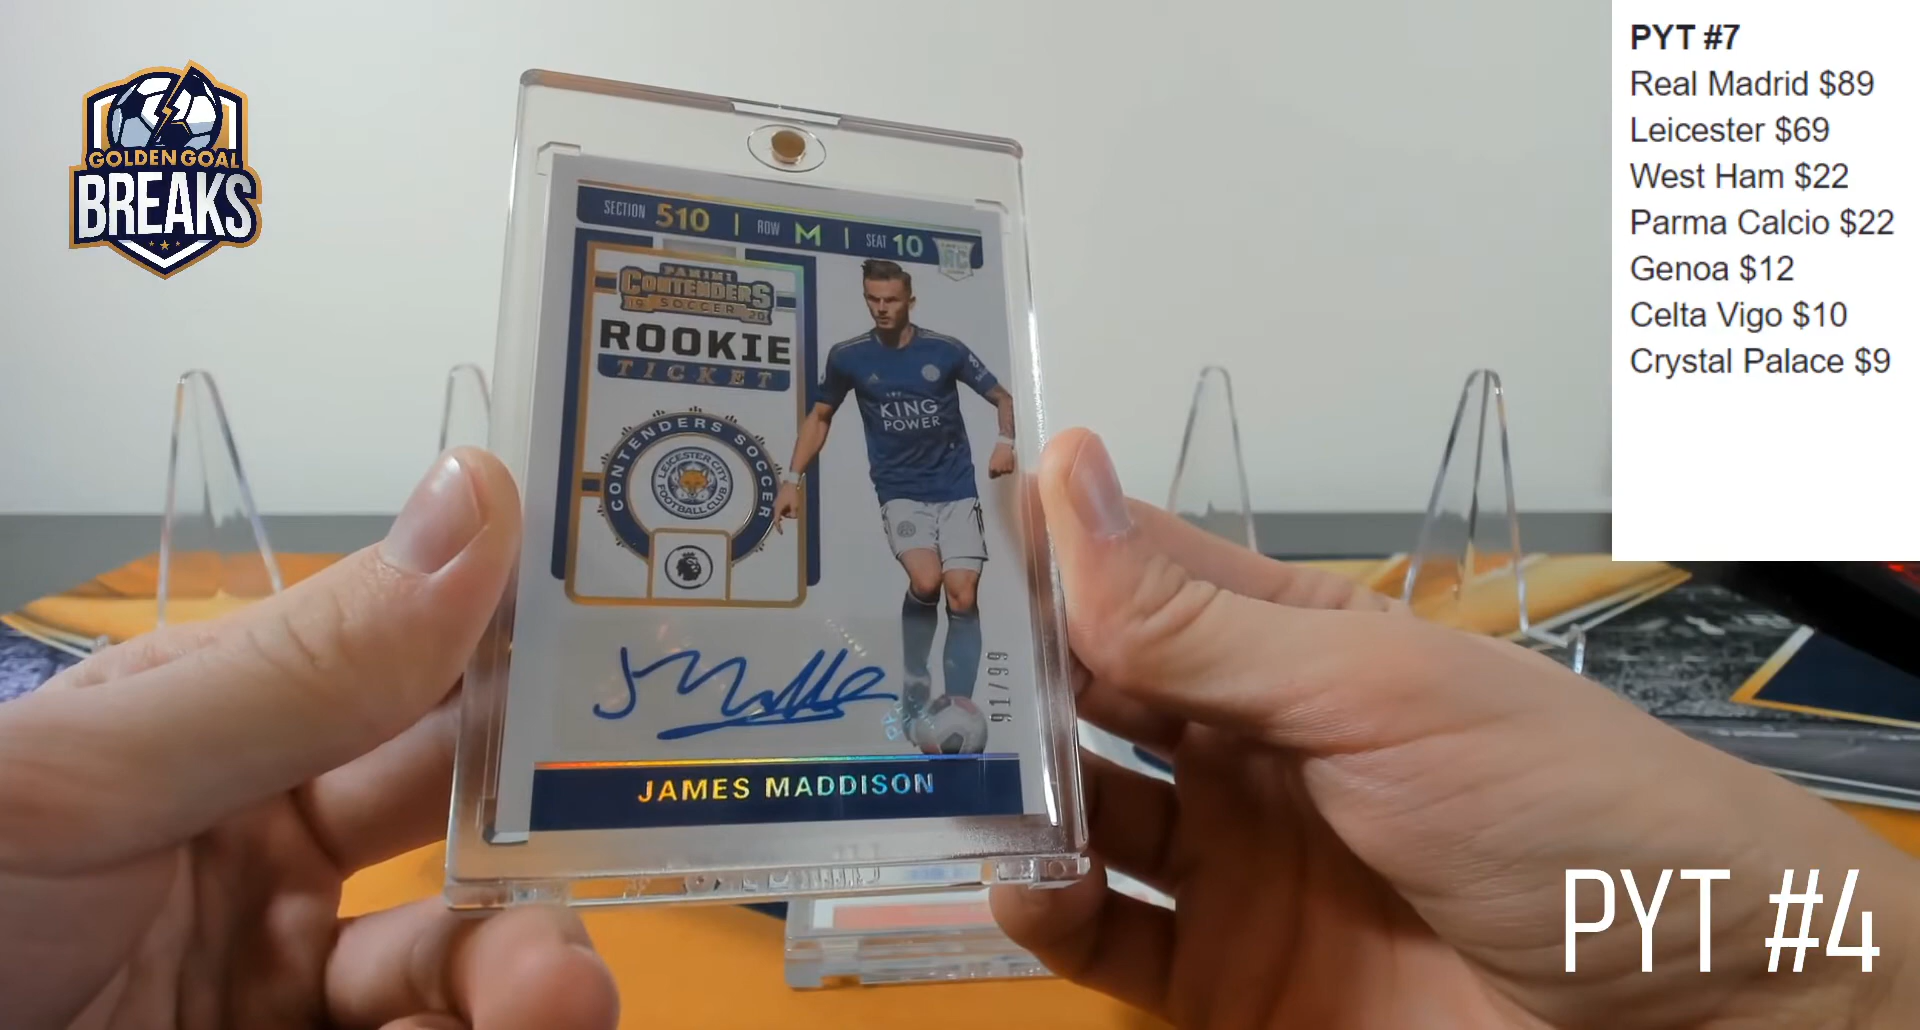 GOLDEN GOAL
BREAKS
PYT #7
Real Madrid $89
Leicester $69
West Ham $22
Parma Calcio $22
Genoa $12
Celta Vigo $10
Crystal Palace $9
SECTION 510 | ROW M | SEAT 10
RC
PANINI
CONTENDERS
19 SOCCER 20
ROOKIE
TICKET
CONTENDERS SOCCER
LEICESTER CITY
FOOTBALL CLUB
KING
POWER
91/99
JAMES MADDISON
PYT #4